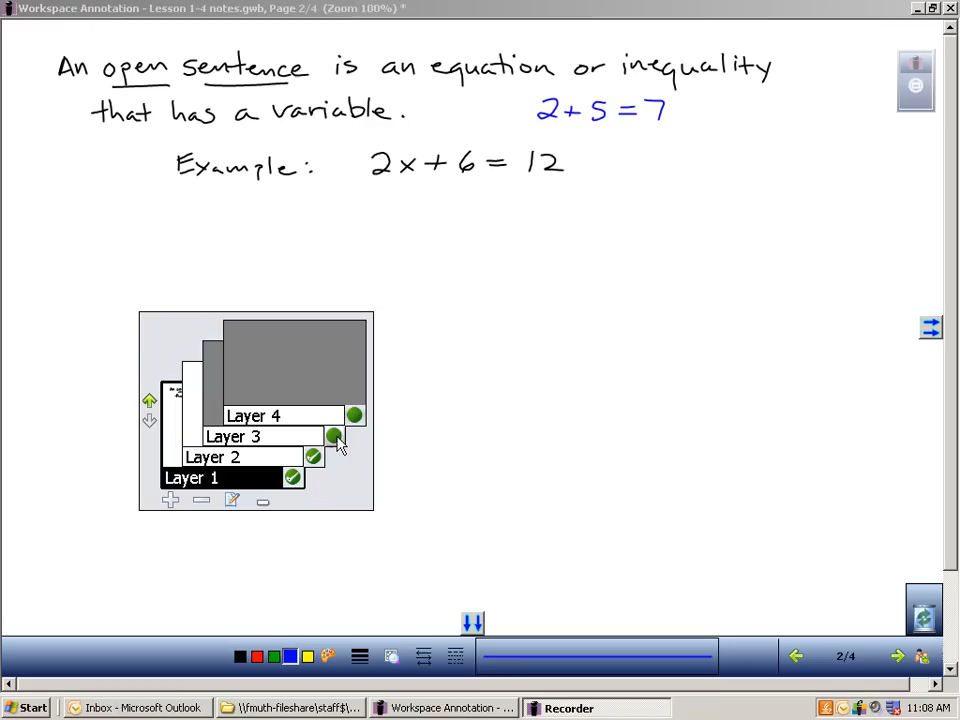 Workspace Annotation - Lesson 1-4 notes.gwb, Page 2/4 (Zoom 100%) *
An open sentence is an equation or inequality
that has a variable. 2+5=7
Example: 2x+6=12
Layer 4
Layer 3
Layer 2
Layer 1
2/4
Start
Inbox - Microsoft Outlook
\\fmuth-fileshare\staff$\...
Workspace Annotation - ...
Recorder
11:08 AM